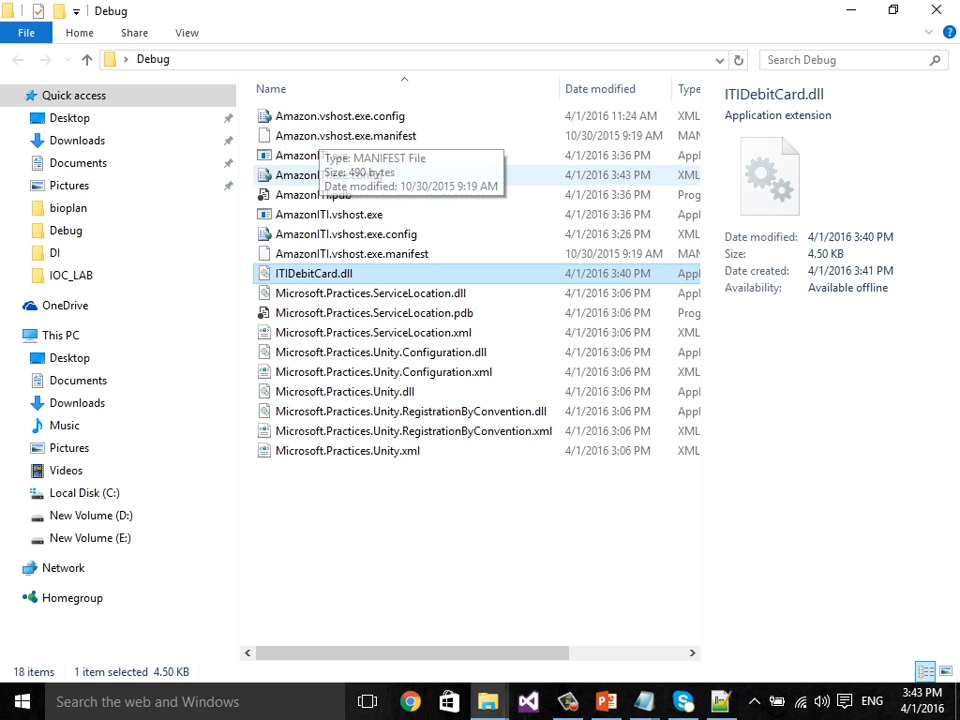 Debug
File Home Share View
Debug
Search Debug
Quick access
Desktop
Downloads
Documents
Pictures
bioplan
Debug
DI
IOC_LAB
OneDrive
This PC
Desktop
Documents
Downloads
Music
Pictures
Videos
Local Disk (C:)
New Volume (D:)
New Volume (E:)
Network
Homegroup
Name Date modified Type
Amazon.vshost.exe.config 4/1/2016 11:24 AM XML
Amazon.vshost.exe.manifest 10/30/2015 9:19 AM MAN
4/1/2016 3:36 PM Appl
4/1/2016 3:43 PM XML
AmazonITI.pdb 4/1/2016 3:36 PM Prog
AmazonITI.vshost.exe 4/1/2016 3:36 PM Appl
AmazonITI.vshost.exe.config 4/1/2016 3:26 PM XML
AmazonITI.vshost.exe.manifest 10/30/2015 9:19 AM MAN
ITIDebitCard.dll 4/1/2016 3:40 PM Appl
Microsoft.Practices.ServiceLocation.dll 4/1/2016 3:06 PM Appl
Microsoft.Practices.ServiceLocation.pdb 4/1/2016 3:06 PM Prog
Microsoft.Practices.ServiceLocation.xml 4/1/2016 3:06 PM XML
Microsoft.Practices.Unity.Configuration.dll 4/1/2016 3:06 PM Appl
Microsoft.Practices.Unity.Configuration.xml 4/1/2016 3:06 PM XML
Microsoft.Practices.Unity.dll 4/1/2016 3:06 PM Appl
Microsoft.Practices.Unity.RegistrationByConvention.dll 4/1/2016 3:06 PM Appl
Microsoft.Practices.Unity.RegistrationByConvention.xml 4/1/2016 3:06 PM XML
Microsoft.Practices.Unity.xml 4/1/2016 3:06 PM XML
Type: MANIFEST File
Size: 490 bytes
Date modified: 10/30/2015 9:19 AM
ITIDebitCard.dll
Application extension
Date modified: 4/1/2016 3:40 PM
Size: 4.50 KB
Date created: 4/1/2016 3:41 PM
Availability: Available offline
18 items 1 item selected 4.50 KB
Search the web and Windows
ENG
3:43 PM
4/1/2016